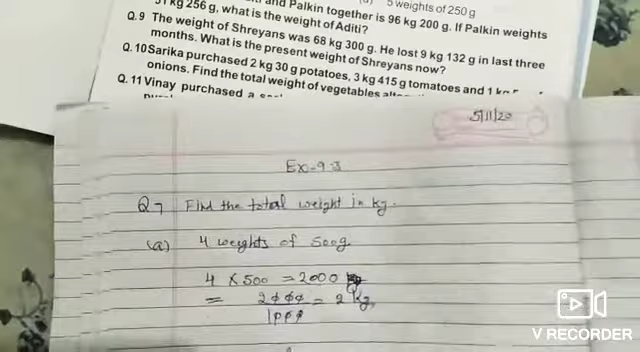 5 weights of 250 g
and Palkin together is 96 kg 200 g. If Palkin weights
kg 256 g, what is the weight of Aditi?
Q.9 The weight of Shreyans was 68 kg 300 g. He lost 9 kg 132 g in last three
months. What is the present weight of Shreyans now?
Q.10 Sarika purchased 2 kg 30 g potatoes, 3 kg 415 g tomatoes and 1 kg
onions. Find the total weight of vegetables
Q.11 Vinay purchased a
5/11/20
Ex-9.3
Q7 Find the total weight in kg.
(a) 4 weights of 500g.
4 × 500 = 2000
= 2000 = 2 kg
1000
V RECORDER